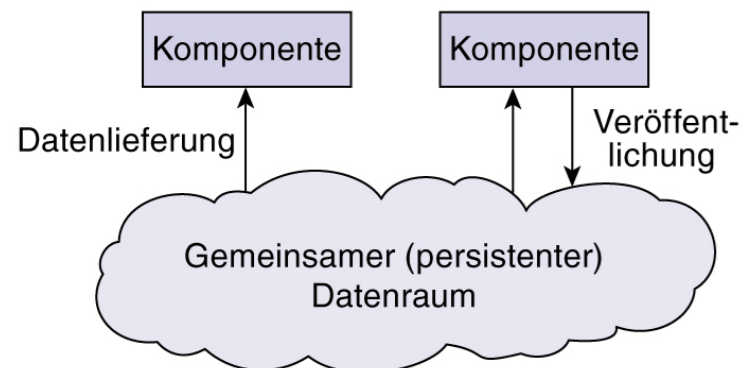 Komponente
Komponente
Datenlieferung
Veröffent-
lichung
Gemeinsamer (persistenter)
Datenraum